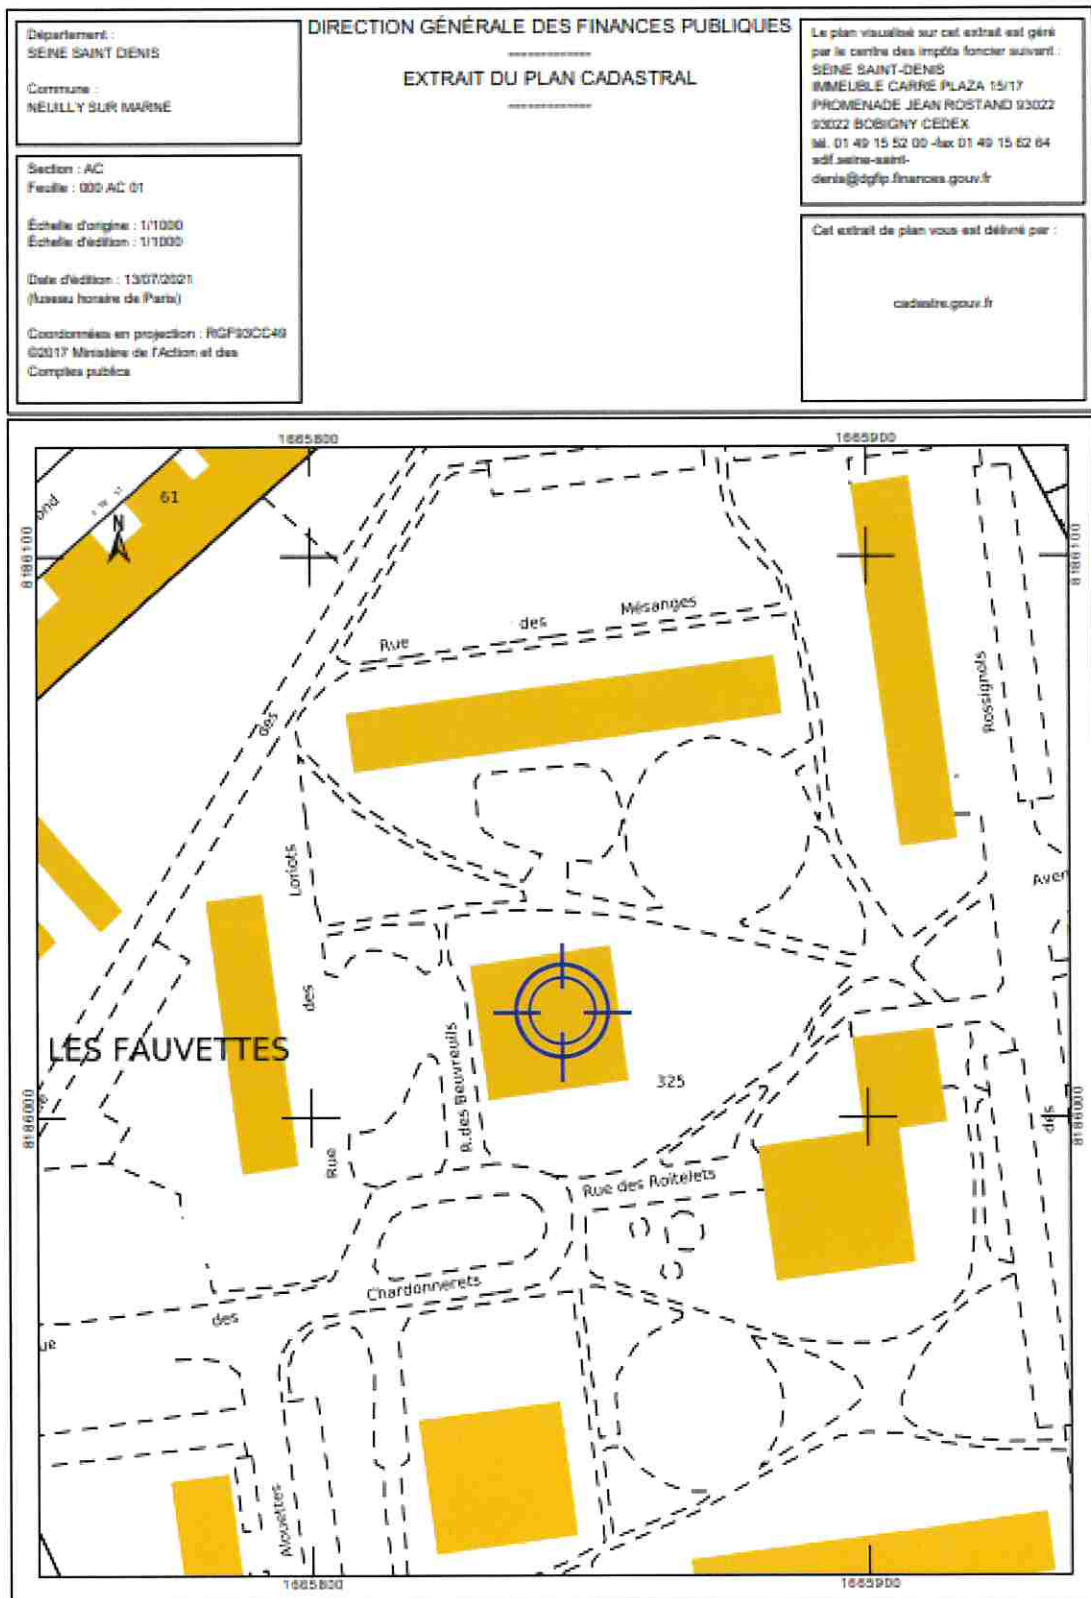 Département :
SEINE SAINT DENIS
Commune :
NEUILLY SUR MARNE
Section : AC
Feuille : 000 AC 01
Échelle d'origine : 1/1000
Échelle d'édition : 1/1000
Date d'édition : 13/07/2021
(fuseau horaire de Paris)
Coordonnées en projection : RGF93CC49
©2017 Ministère de l'Action et des
Comptes publics
DIRECTION GÉNÉRALE DES FINANCES PUBLIQUES
-------------
EXTRAIT DU PLAN CADASTRAL
-------------
Le plan visualisé sur cet extrait est géré
par le centre des impôts foncier suivant :
SEINE SAINT-DENIS
IMMEUBLE CARRE PLAZA 15/17
PROMENADE JEAN ROSTAND 93022
93022 BOBIGNY CEDEX
tél. 01 49 15 52 00 -fax 01 49 15 62 64
sdif.seine-saint-
denis@dgfip.finances.gouv.fr
Cet extrait de plan vous est délivré par :
cadastre.gouv.fr
1665800
1665900
ond
61
N
8186100
8186100
Rue des Mésanges
des
Rossignols
Loriots
Aven
des
LES FAUVETTES
R.des Beuvreuils
325
8186000
8186000
des
Rue
Rue des Roitelets
Chardonnerets
des
ue
Alouettes
1665800
1665900